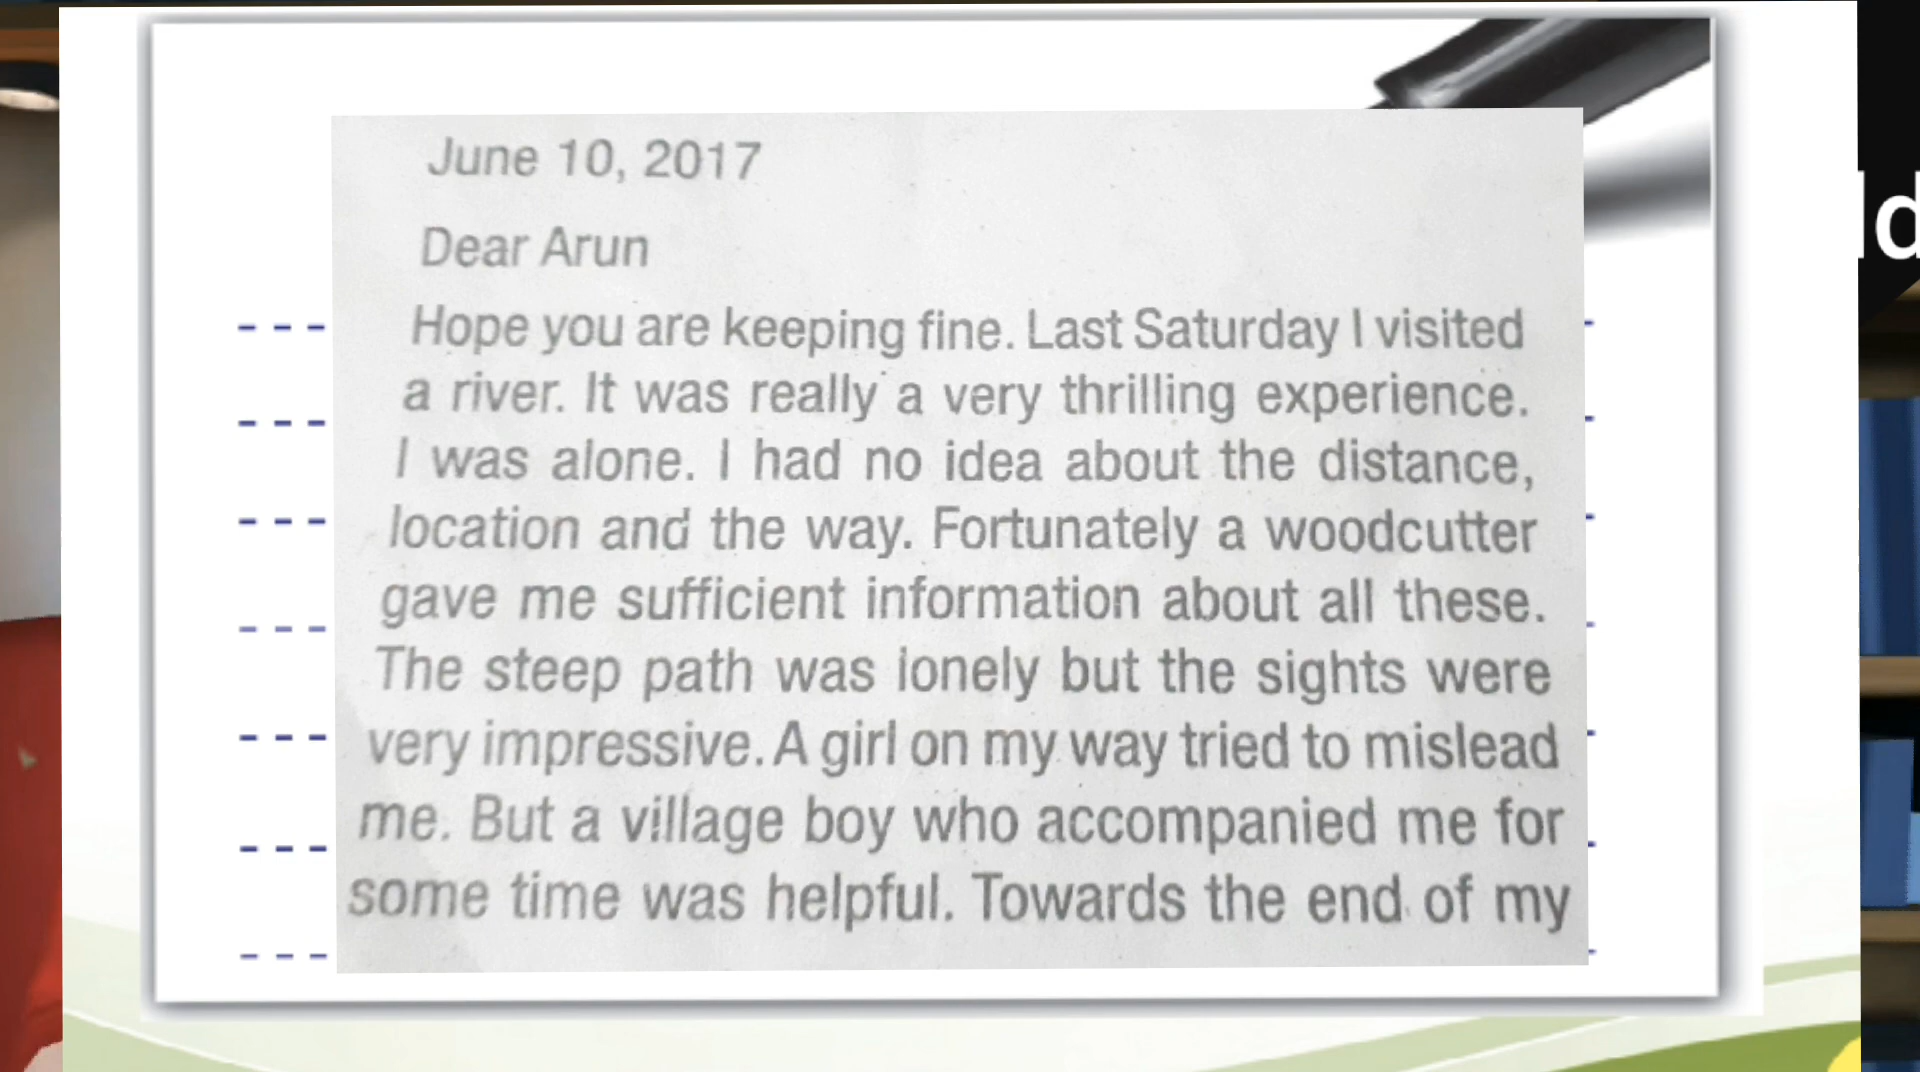 June 10, 2017
Dear Arun
Hope you are keeping fine. Last Saturday I visited
a river. It was really a very thrilling experience.
I was alone. I had no idea about the distance,
location and the way. Fortunately a woodcutter
gave me sufficient information about all these.
The steep path was lonely but the sights were
very impressive. A girl on my way tried to mislead
me. But a village boy who accompanied me for
some time was helpful. Towards the end of my